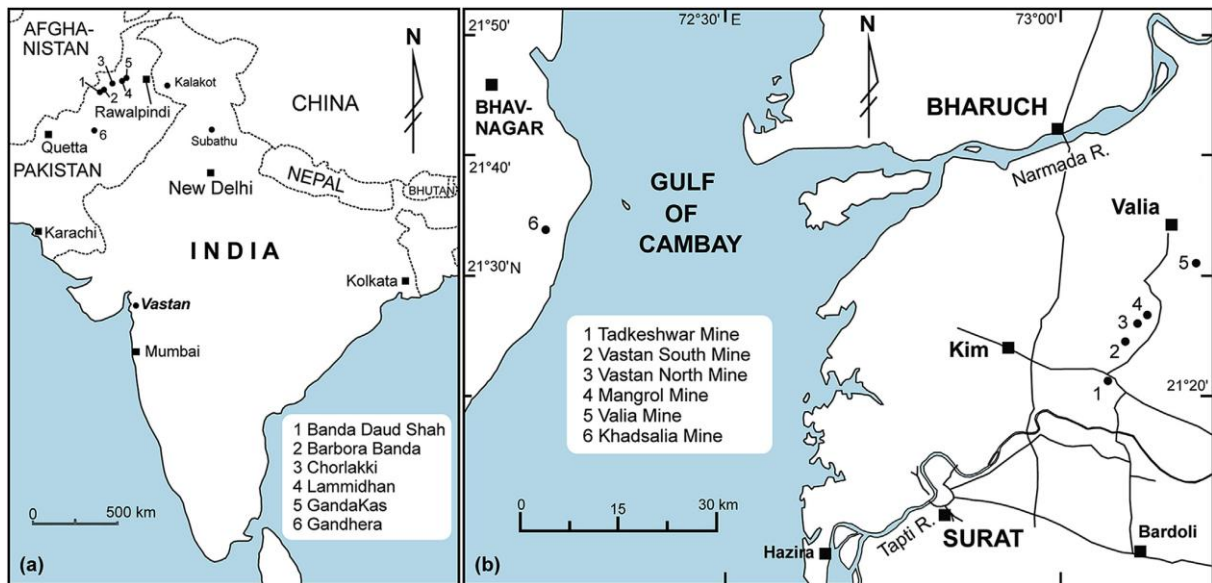 AFGHA-
NISTAN
N
3
5
1
2
4
Rawalpindi
Kalakot
CHINA
Quetta
6
Subathu
PAKISTAN
New Delhi
NEPAL
BHUTAN
Karachi
INDIA
Kolkata
Vastan
Mumbai
1 Banda Daud Shah
2 Barbora Banda
3 Chorlakki
4 Lammidhan
5 GandaKas
6 Gandhera
0 500 km
(a)
72°30' E
73°00'
21°50'
N
BHAV-
NAGAR
BHARUCH
21°40'
Narmada R.
GULF
OF
CAMBAY
Valia
6
5
21°30'N
4
3
2
Kim
1
21°20'
1 Tadkeshwar Mine
2 Vastan South Mine
3 Vastan North Mine
4 Mangrol Mine
5 Valia Mine
6 Khadsalia Mine
0 15 30 km
Tapti R.
SURAT
Hazira
Bardoli
(b)